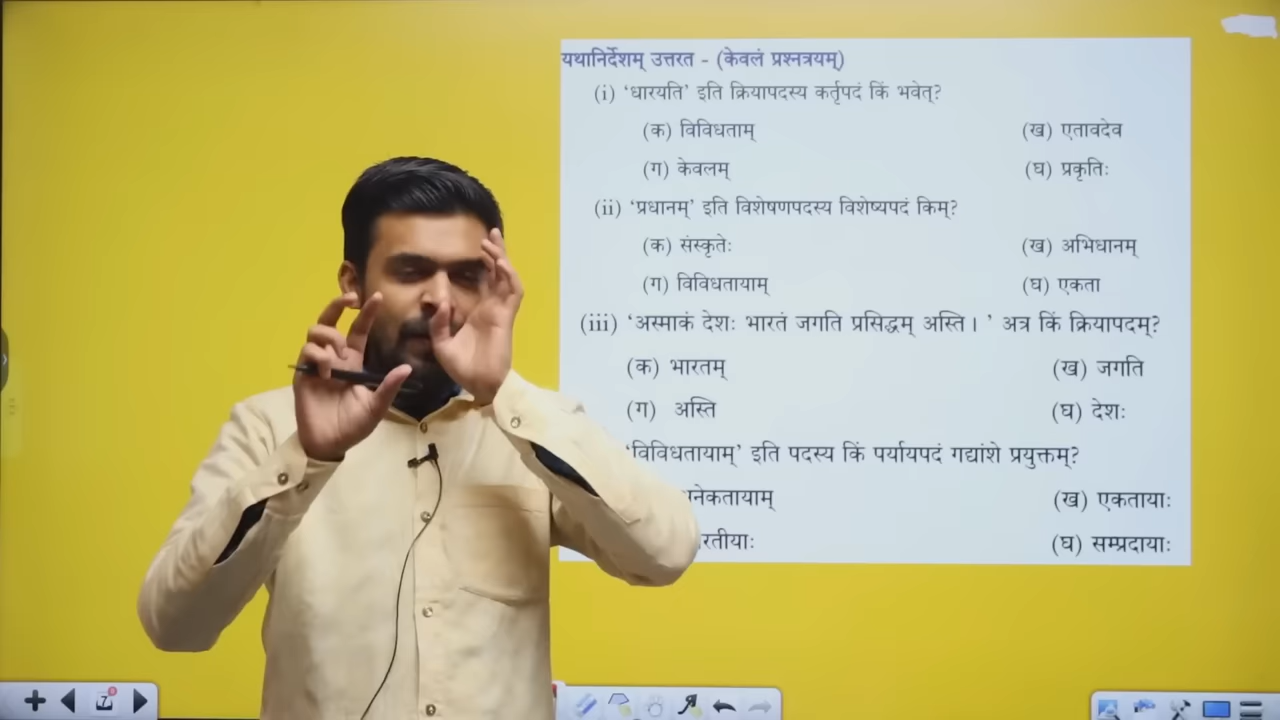 यथानिर्देशम् उत्तरत - (केवलं प्रश्नत्रयम्)
(i) ‘धारयति’ इति क्रियापदस्य कर्तृपदं किं भवेत्?
(क) विविधताम् (ख) एतावदेव
(ग) केवलम् (घ) प्रकृतिः
(ii) ‘प्रधानम्’ इति विशेषणपदस्य विशेष्यपदं किम्?
(क) संस्कृतेः (ख) अभिधानम्
(ग) विविधतायाम् (घ) एकता
(iii) ‘अस्माकं देशः भारतं जगति प्रसिद्धम् अस्ति। ’ अत्र किं क्रियापदम्?
(क) भारतम् (ख) जगति
(ग) अस्ति (घ) देशः
‘विविधतायाम्’ इति पदस्य किं पर्यायपदं गद्यांशे प्रयुक्तम्?
नेकतायाम् (ख) एकतायाः
रतीयाः (घ) सम्प्रदायाः